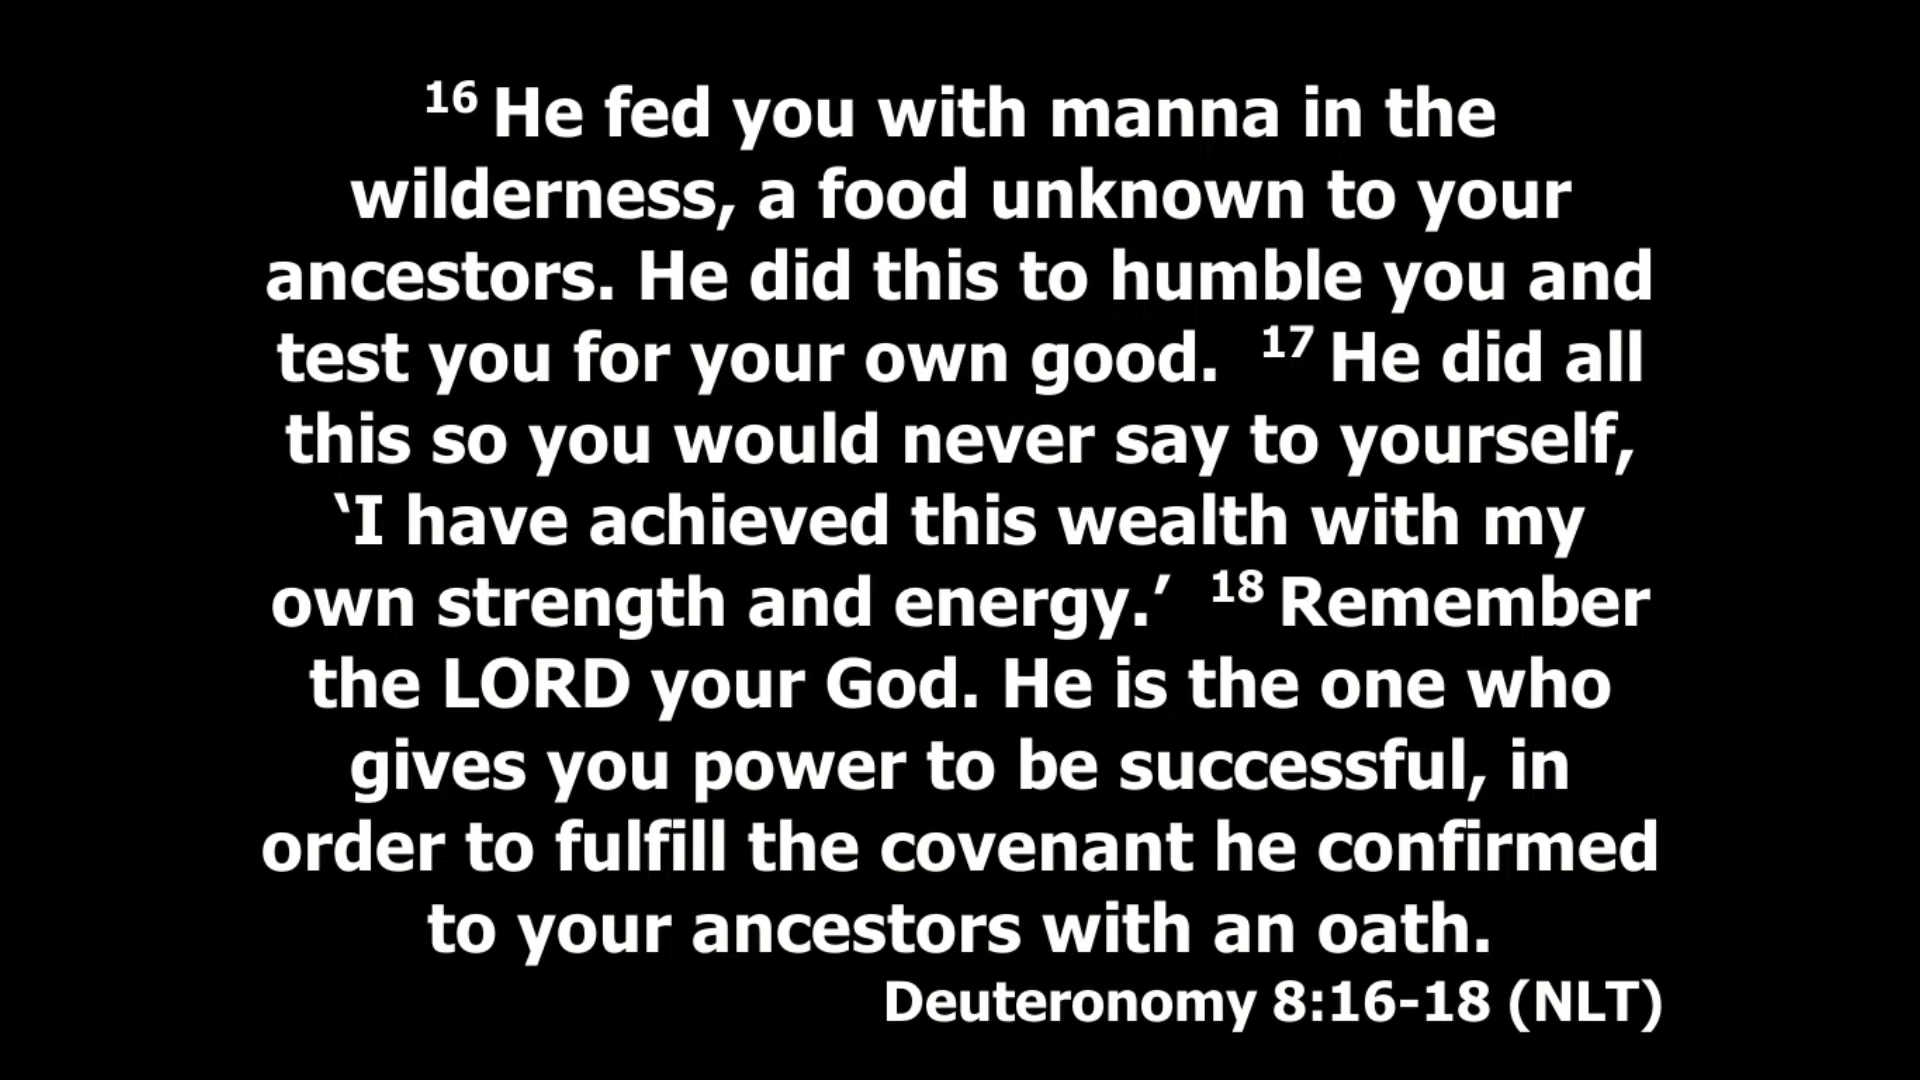 16 He fed you with manna in the
wilderness, a food unknown to your
ancestors. He did this to humble you and
test you for your own good. 17 He did all
this so you would never say to yourself,
‘I have achieved this wealth with my
own strength and energy.’ 18 Remember
the LORD your God. He is the one who
gives you power to be successful, in
order to fulfill the covenant he confirmed
to your ancestors with an oath.
Deuteronomy 8:16-18 (NLT)